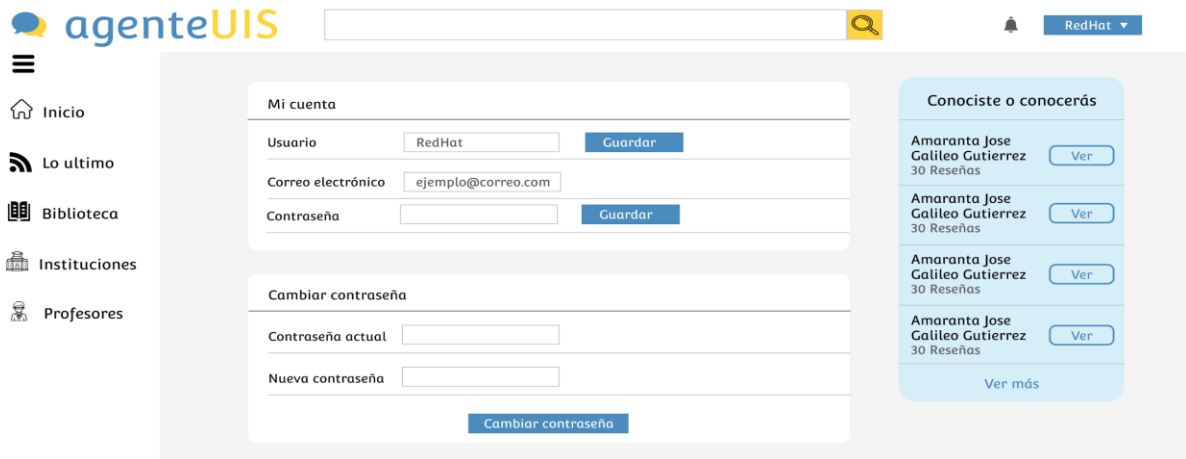 agenteUIS
RedHat
Inicio
Lo ultimo
Biblioteca
Instituciones
Profesores
Mi cuenta
Usuario RedHat Guardar
Correo electrónico ejemplo@correo.com
Contraseña Guardar
Cambiar contraseña
Contraseña actual
Nueva contraseña
Cambiar contraseña
Conociste o conocerás
Amaranta Jose
Galileo Gutierrez Ver
30 Reseñas
Amaranta Jose
Galileo Gutierrez Ver
30 Reseñas
Amaranta Jose
Galileo Gutierrez Ver
30 Reseñas
Amaranta Jose
Galileo Gutierrez Ver
30 Reseñas
Ver más